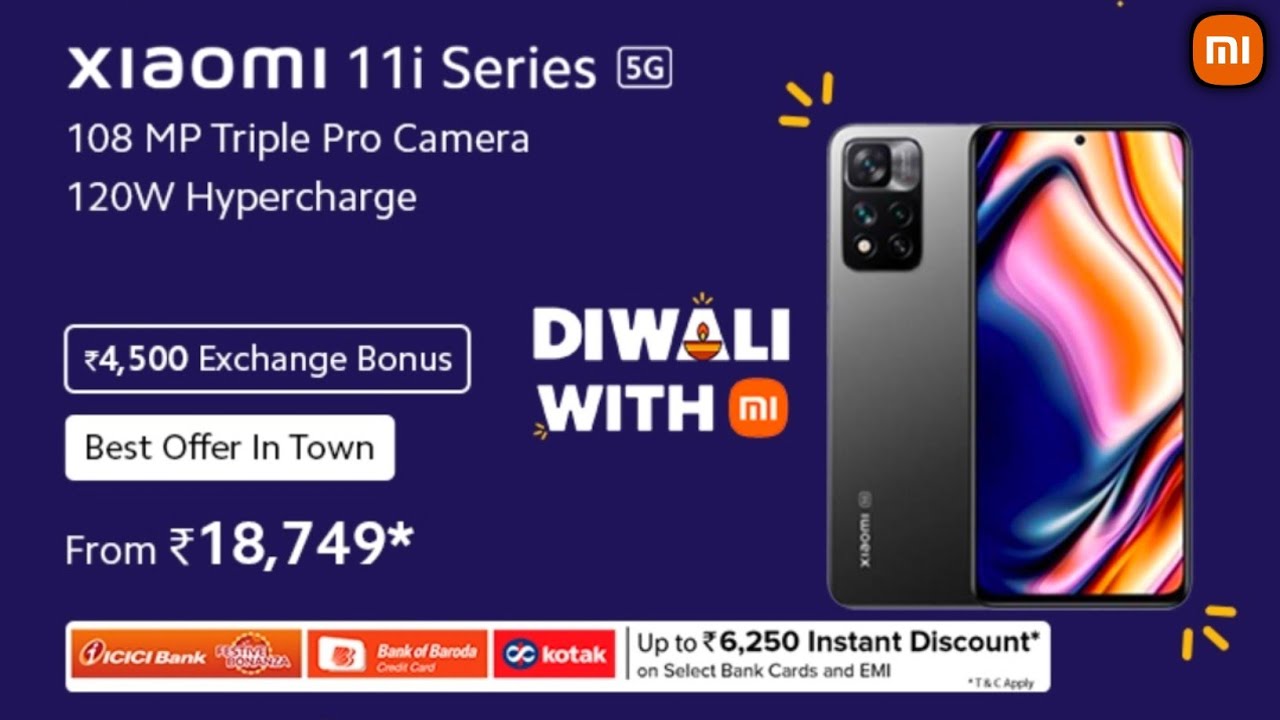 xiaomi 11i Series 5G
mi
108 MP Triple Pro Camera
120W Hypercharge
₹4,500 Exchange Bonus
Best Offer In Town
From ₹18,749*
DIWALI
WITH mi
xiaomi 5G
ICICI Bank FESTIVE BONANZA
Bank of Baroda
Credit Card
kotak
Up to ₹6,250 Instant Discount*
on Select Bank Cards and EMI
*T & C Apply